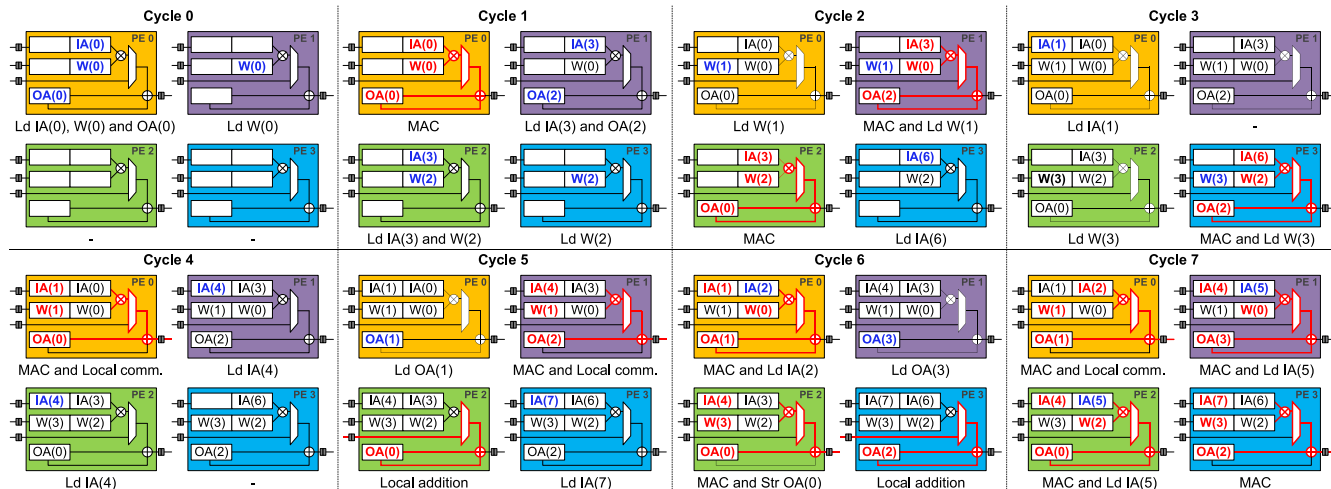 Cycle 0
PE 0
IA(0)
W(0)
OA(0)
Ld IA(0), W(0) and OA(0)
PE 1
W(0)
Ld W(0)
PE 2
-
PE 3
-
Cycle 1
PE 0
IA(0)
W(0)
OA(0)
MAC
PE 1
IA(3)
W(0)
OA(2)
Ld IA(3) and OA(2)
PE 2
IA(3)
W(2)
Ld IA(3) and W(2)
PE 3
W(2)
Ld W(2)
Cycle 2
PE 0
IA(0)
W(1) W(0)
OA(0)
Ld W(1)
PE 1
IA(3)
W(1) W(0)
OA(2)
MAC and Ld W(1)
PE 2
IA(3)
W(2)
OA(0)
MAC
PE 3
IA(6)
W(2)
Ld IA(6)
Cycle 3
PE 0
IA(1) IA(0)
W(1) W(0)
OA(0)
Ld IA(1)
PE 1
IA(3)
W(1) W(0)
OA(2)
-
PE 2
IA(3)
W(3) W(2)
OA(0)
Ld W(3)
PE 3
IA(6)
W(3) W(2)
OA(2)
MAC and Ld W(3)
Cycle 4
PE 0
IA(1) IA(0)
W(1) W(0)
OA(0)
MAC and Local comm.
PE 1
IA(4) IA(3)
W(1) W(0)
OA(2)
Ld IA(4)
PE 2
IA(4) IA(3)
W(3) W(2)
OA(0)
Ld IA(4)
PE 3
IA(6)
W(3) W(2)
OA(2)
-
Cycle 5
PE 0
IA(1) IA(0)
W(1) W(0)
OA(1)
Ld OA(1)
PE 1
IA(4) IA(3)
W(1) W(0)
OA(2)
MAC and Local comm.
PE 2
IA(4) IA(3)
W(3) W(2)
OA(0)
Local addition
PE 3
IA(7) IA(6)
W(3) W(2)
OA(2)
Ld IA(7)
Cycle 6
PE 0
IA(1) IA(2)
W(1) W(0)
OA(1)
MAC and Ld IA(2)
PE 1
IA(4) IA(3)
W(1) W(0)
OA(3)
Ld OA(3)
PE 2
IA(4) IA(3)
W(3) W(2)
OA(0)
MAC and Str OA(0)
PE 3
IA(7) IA(6)
W(3) W(2)
OA(2)
Local addition
Cycle 7
PE 0
IA(1) IA(2)
W(1) W(0)
OA(1)
MAC and Local comm.
PE 1
IA(4) IA(5)
W(1) W(0)
OA(3)
MAC and Ld IA(5)
PE 2
IA(4) IA(5)
W(3) W(2)
OA(0)
MAC and Ld IA(5)
PE 3
IA(7) IA(6)
W(3) W(2)
OA(2)
MAC